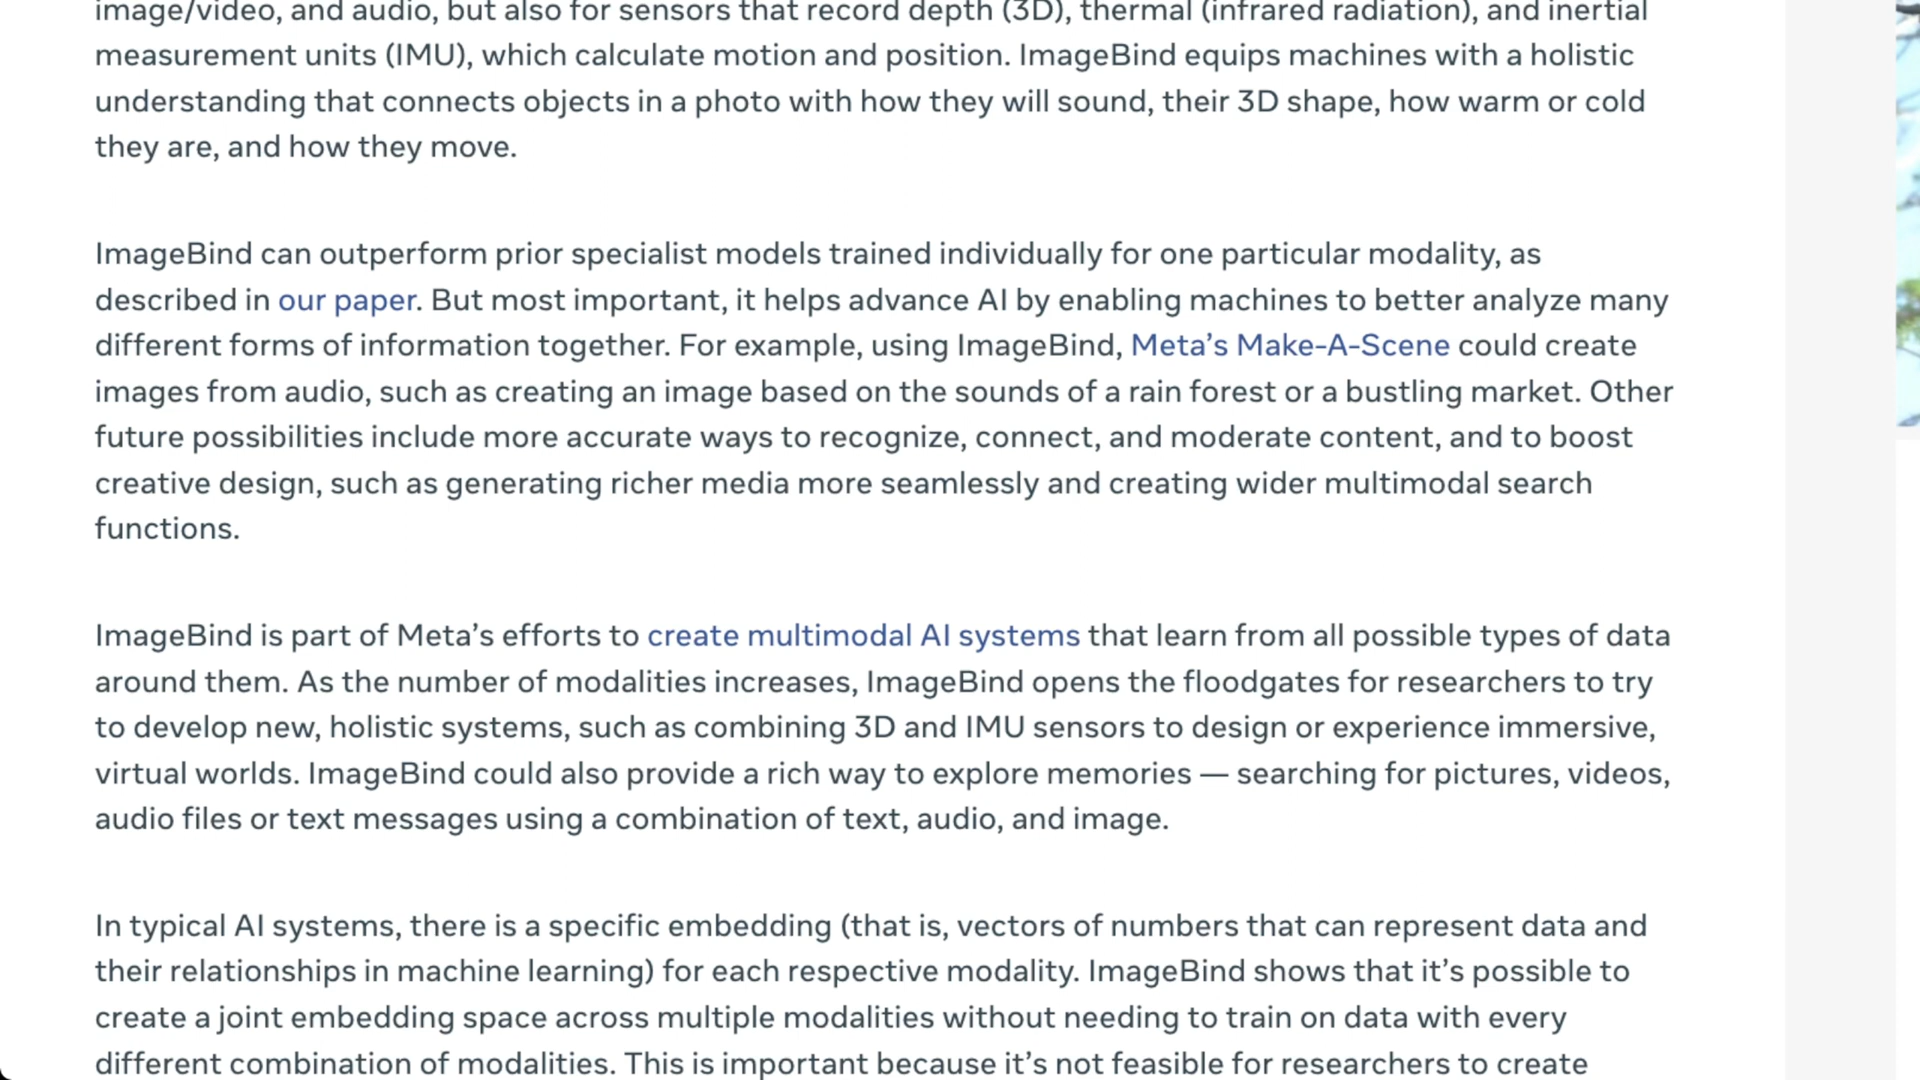 image/video, and audio, but also for sensors that record depth (3D), thermal (infrared radiation), and inertial
measurement units (IMU), which calculate motion and position. ImageBind equips machines with a holistic
understanding that connects objects in a photo with how they will sound, their 3D shape, how warm or cold
they are, and how they move.
ImageBind can outperform prior specialist models trained individually for one particular modality, as
described in our paper. But most important, it helps advance AI by enabling machines to better analyze many
different forms of information together. For example, using ImageBind, Meta’s Make-A-Scene could create
images from audio, such as creating an image based on the sounds of a rain forest or a bustling market. Other
future possibilities include more accurate ways to recognize, connect, and moderate content, and to boost
creative design, such as generating richer media more seamlessly and creating wider multimodal search
functions.
ImageBind is part of Meta’s efforts to create multimodal AI systems that learn from all possible types of data
around them. As the number of modalities increases, ImageBind opens the floodgates for researchers to try
to develop new, holistic systems, such as combining 3D and IMU sensors to design or experience immersive,
virtual worlds. ImageBind could also provide a rich way to explore memories — searching for pictures, videos,
audio files or text messages using a combination of text, audio, and image.
In typical AI systems, there is a specific embedding (that is, vectors of numbers that can represent data and
their relationships in machine learning) for each respective modality. ImageBind shows that it’s possible to
create a joint embedding space across multiple modalities without needing to train on data with every
different combination of modalities. This is important because it’s not feasible for researchers to create